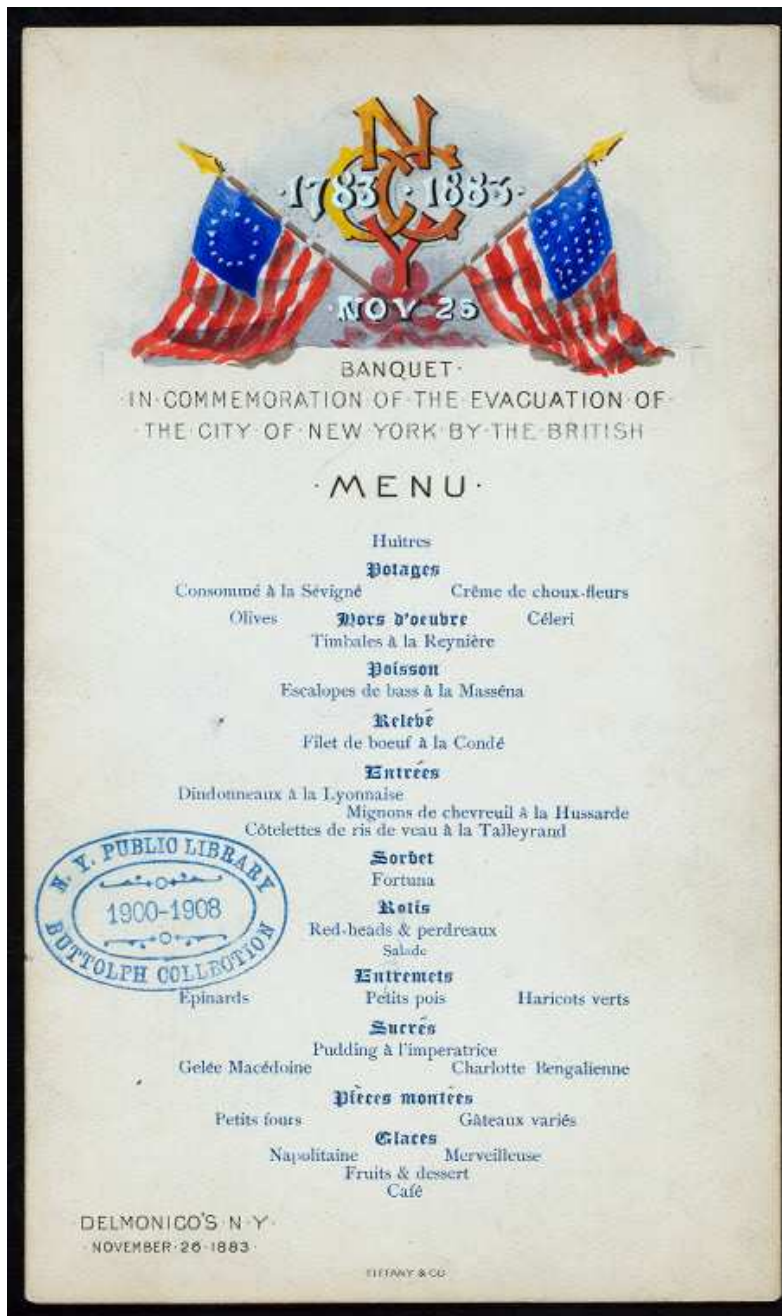 NYCC
·1783·1883·
·NOV 26
BANQUET·
·IN·COMMEMORATION OF·THE EVACUATION OF·
·THE·CITY·OF·NEW·YORK·BY·THE·BRITISH
·MENU·
Huîtres
Potages
Consommé à la Sévigné Crême de choux-fleurs
Olives Hors d'oeubre Céleri
Timbales à la Reynière
Poisson
Escalopes de bass à la Masséna
Relevé
Filet de boeuf à la Condé
Entrées
Dindonneaux à la Lyonnaise
Mignons de chevreuil à la Hussarde
Côtelettes de ris de veau à la Talleyrand
Sorbet
Fortuna
Rotis
Red-heads & perdreaux
Salade
Entremets
Epinards Petits pois Haricots verts
Sucrés
Pudding à l'imperatrice
Gelée Macédoine Charlotte Bengalienne
Pièces montées
Petits fours Gâteaux variés
Glaces
Napolitaine Merveilleuse
Fruits & dessert
Café
N. Y. PUBLIC LIBRARY
1900-1908
BUTTOLPH COLLECTION
·DELMONICO'S·N·Y·
·NOVEMBER·26·1883·
TIFFANY & CO